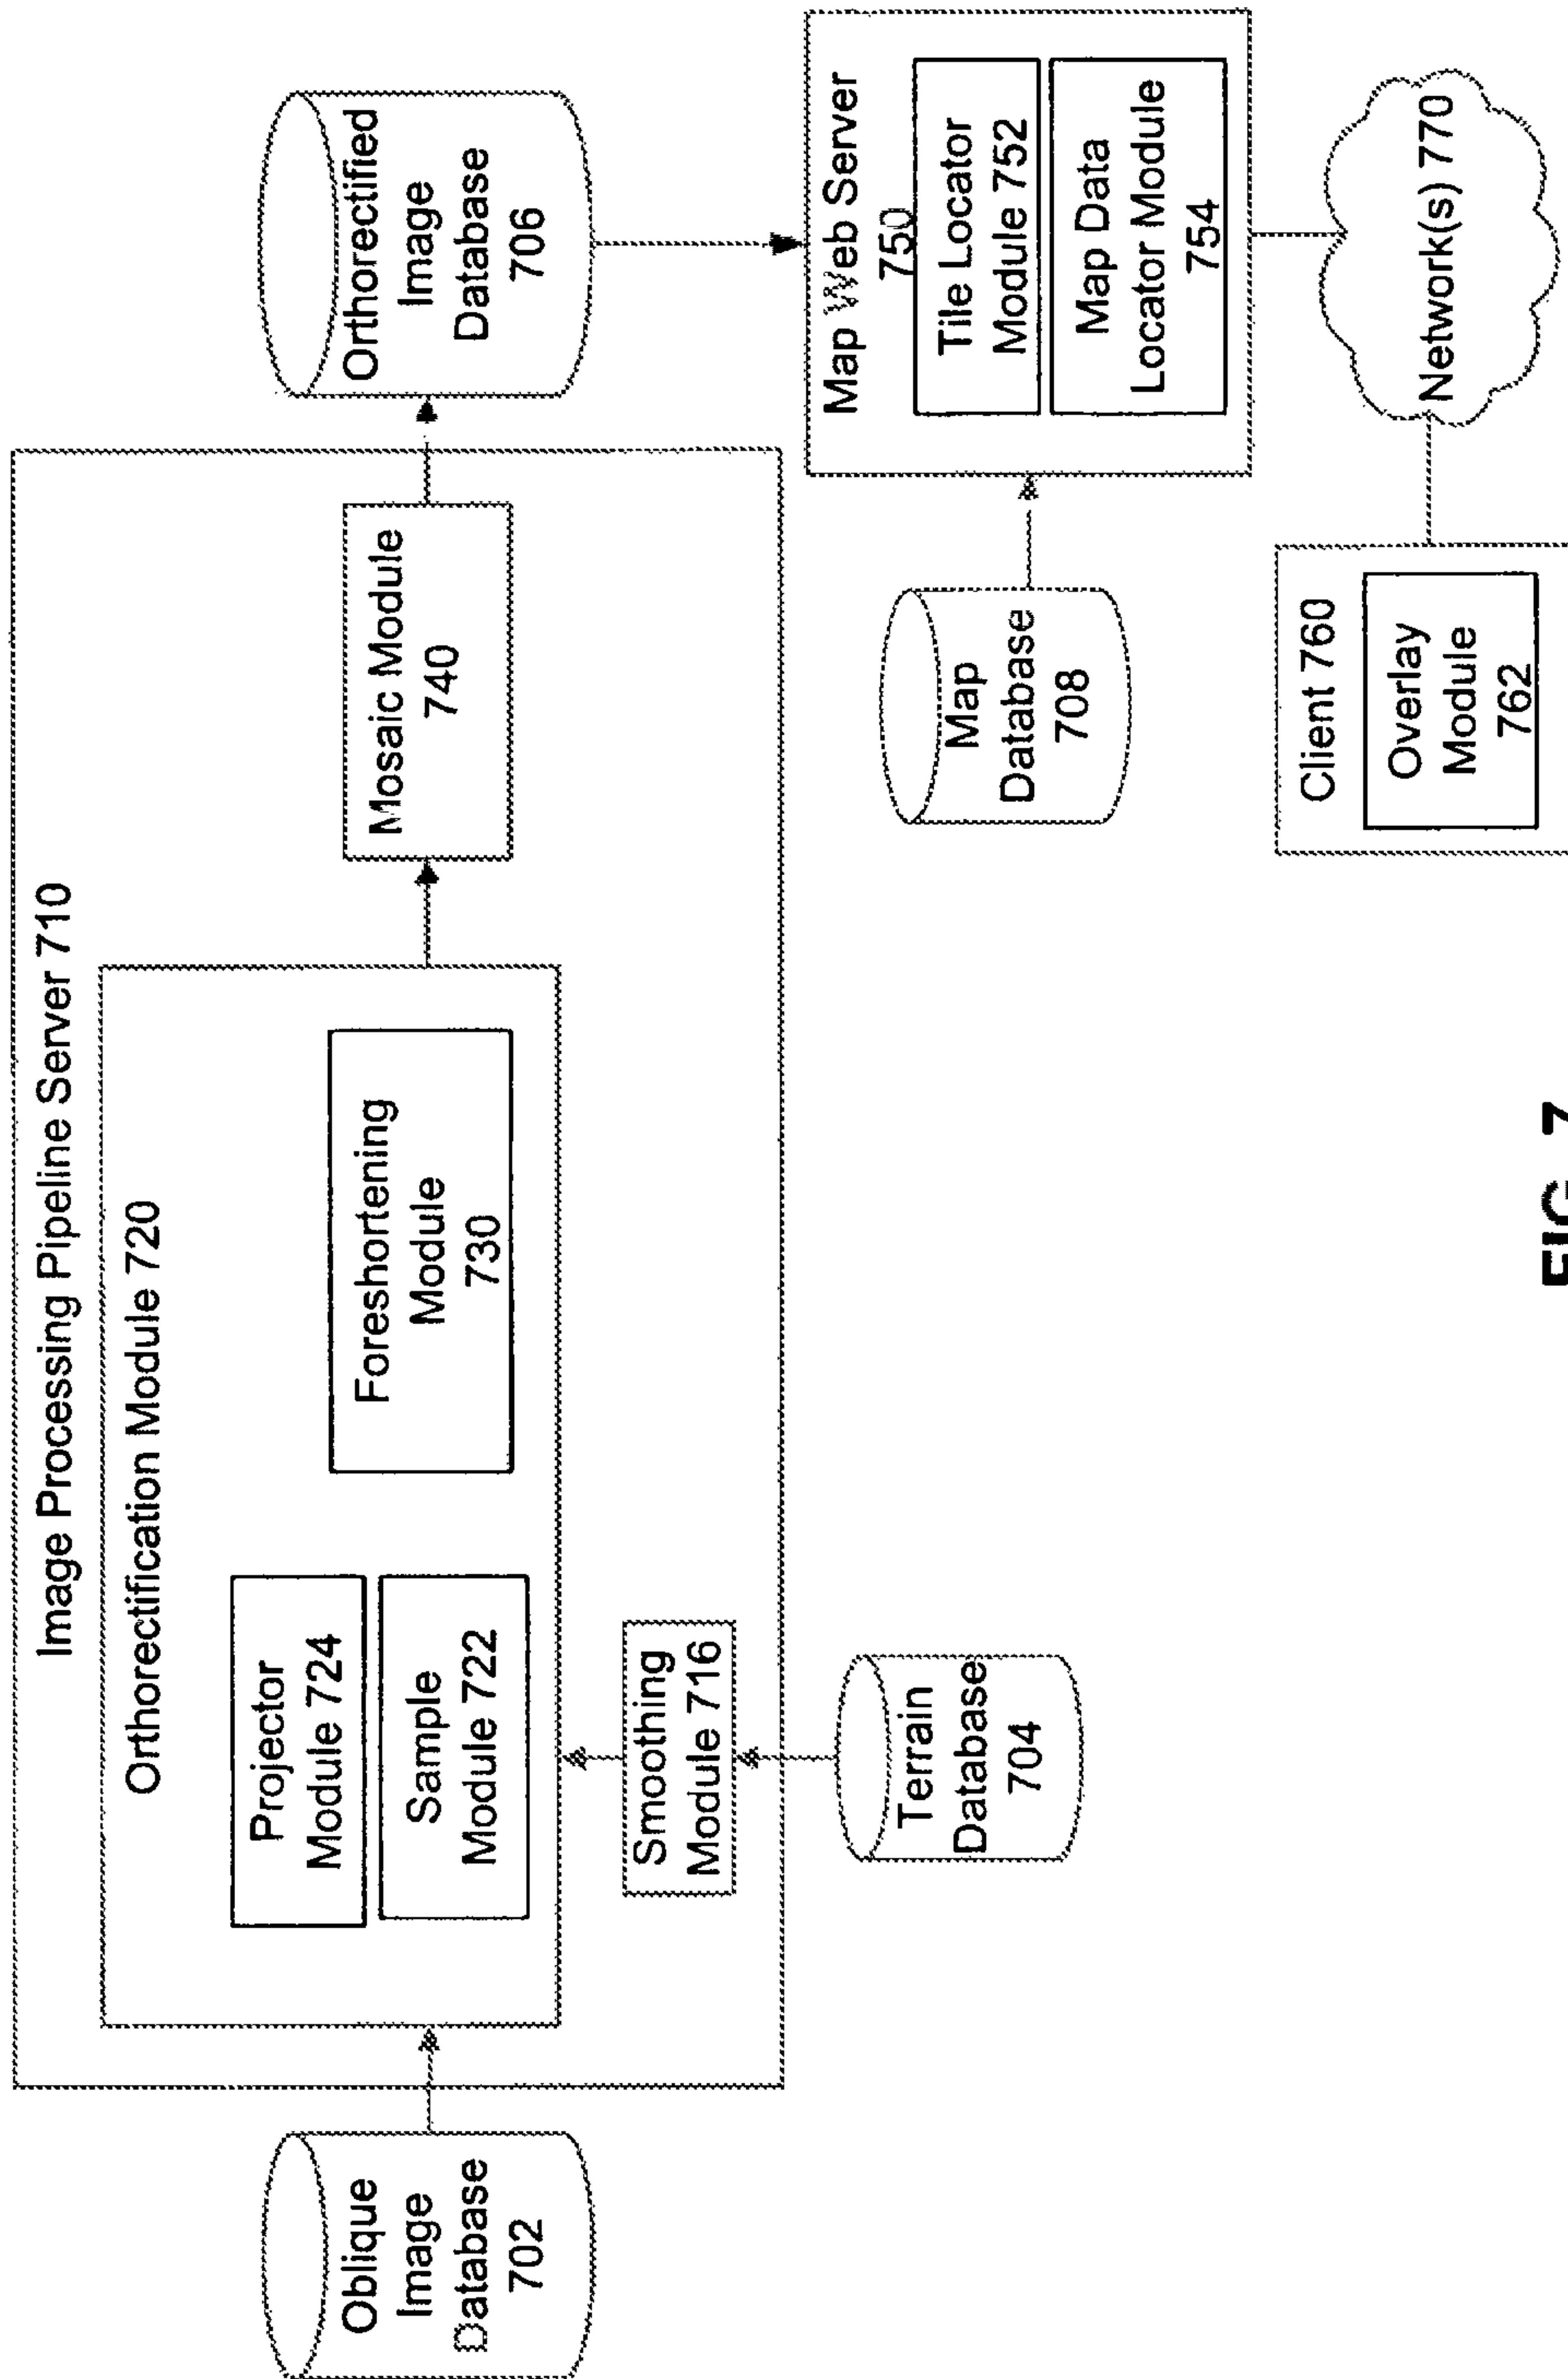 Image Processing Pipeline Server 710
Orthorectification Module 720
Projector
Module 724
Sample
Module 722
Foreshortening
Module
730
Mosaic Module
740
Smoothing
Module 716
Oblique
Image
Database
702
Terrain
Database
704
Orthorectified
Image
Database
706
Map Web Server
750
Tile Locator
Module 752
Map Data
Locator Module
754
Map
Database
708
Client 760
Overlay
Module
762
Network(s) 770
FIG. 7